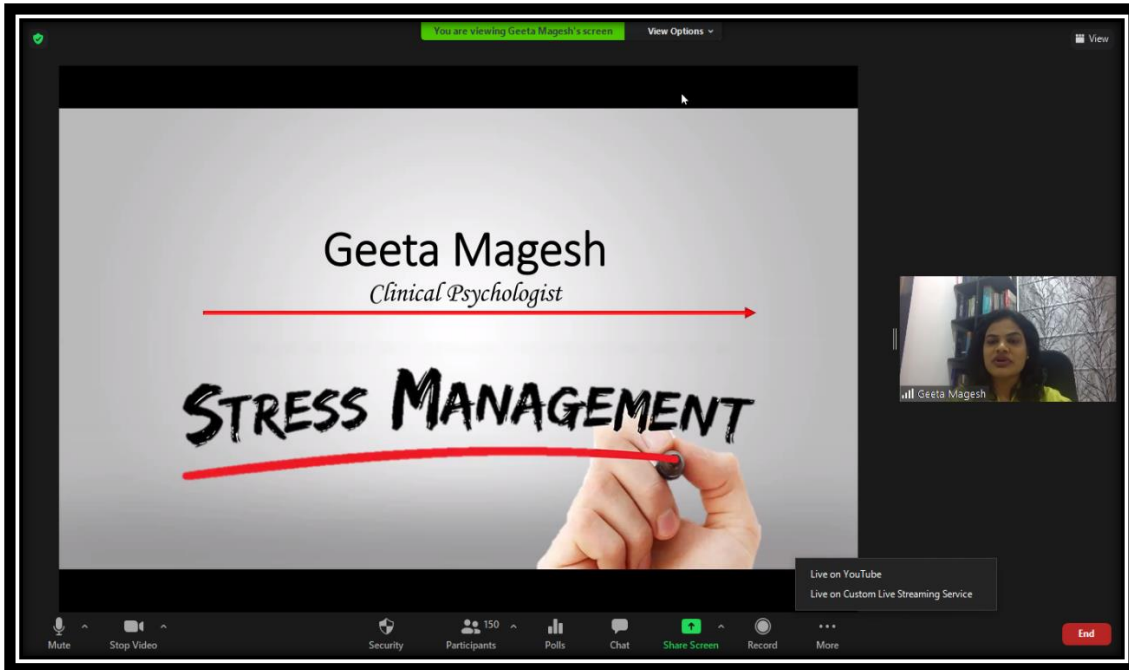 You are viewing Geeta Magesh's screen
View Options
View
Geeta Magesh
Clinical Psychologist
STRESS MANAGEMENT
Geeta Magesh
Live on YouTube
Live on Custom Live Streaming Service
Mute
Stop Video
Security
150
Participants
Polls
Chat
Share Screen
Record
More
End